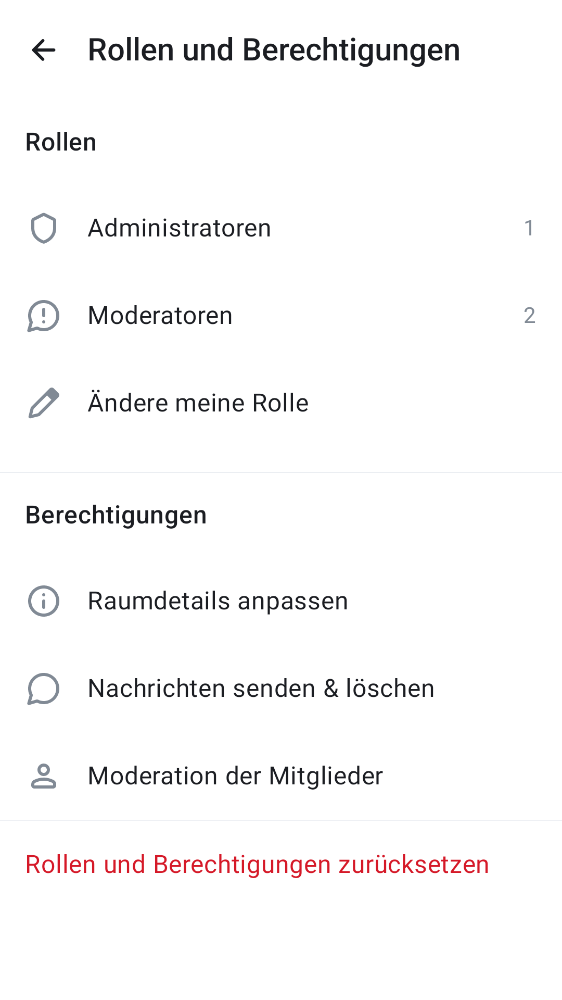 Rollen und Berechtigungen
Rollen
Administratoren 1
Moderatoren 2
Ändere meine Rolle
Berechtigungen
Raumdetails anpassen
Nachrichten senden & löschen
Moderation der Mitglieder
Rollen und Berechtigungen zurücksetzen